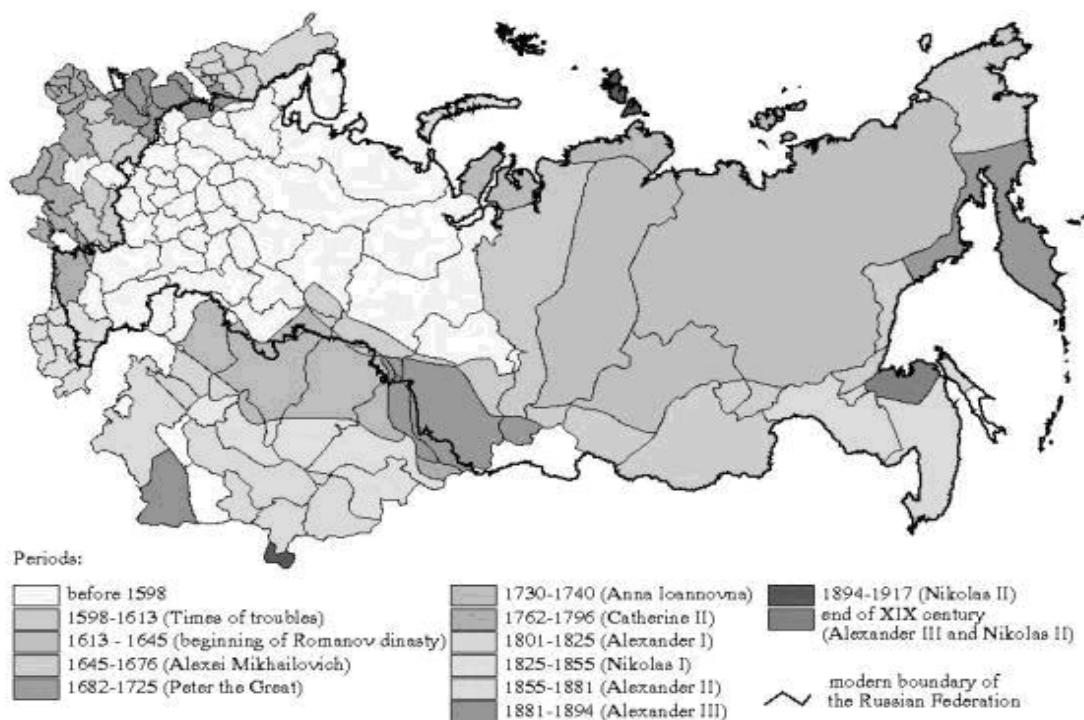 Periods:
before 1598
1598-1613 (Times of troubles)
1613 - 1645 (beginning of Romanov dinasty)
1645-1676 (Alexei Mikhailovich)
1682-1725 (Peter the Great)
1730-1740 (Anna Ioannovna)
1762-1796 (Catherine II)
1801-1825 (Alexander I)
1825-1855 (Nikolas I)
1855-1881 (Alexander II)
1881-1894 (Alexander III)
1894-1917 (Nikolas II)
end of XIX century
(Alexander III and Nikolas II)
modern boundary of
the Russian Federation